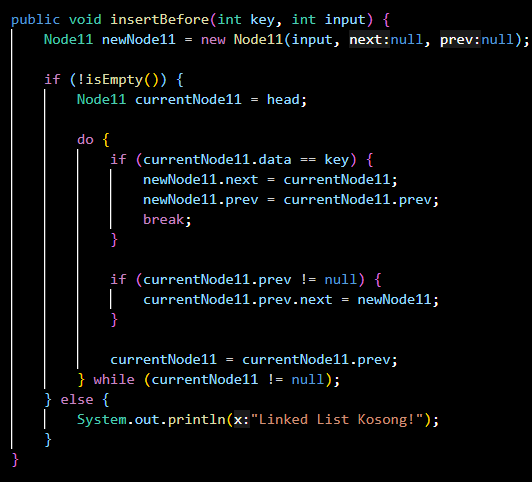 public void insertBefore(int key, int input) {
Node11 newNode11 = new Node11(input, next:null, prev:null);
if (!isEmpty()) {
Node11 currentNode11 = head;
do {
if (currentNode11.data == key) {
newNode11.next = currentNode11;
newNode11.prev = currentNode11.prev;
break;
}
if (currentNode11.prev != null) {
currentNode11.prev.next = newNode11;
}
currentNode11 = currentNode11.prev;
} while (currentNode11 != null);
} else {
System.out.println(x:"Linked List Kosong!");
}
}